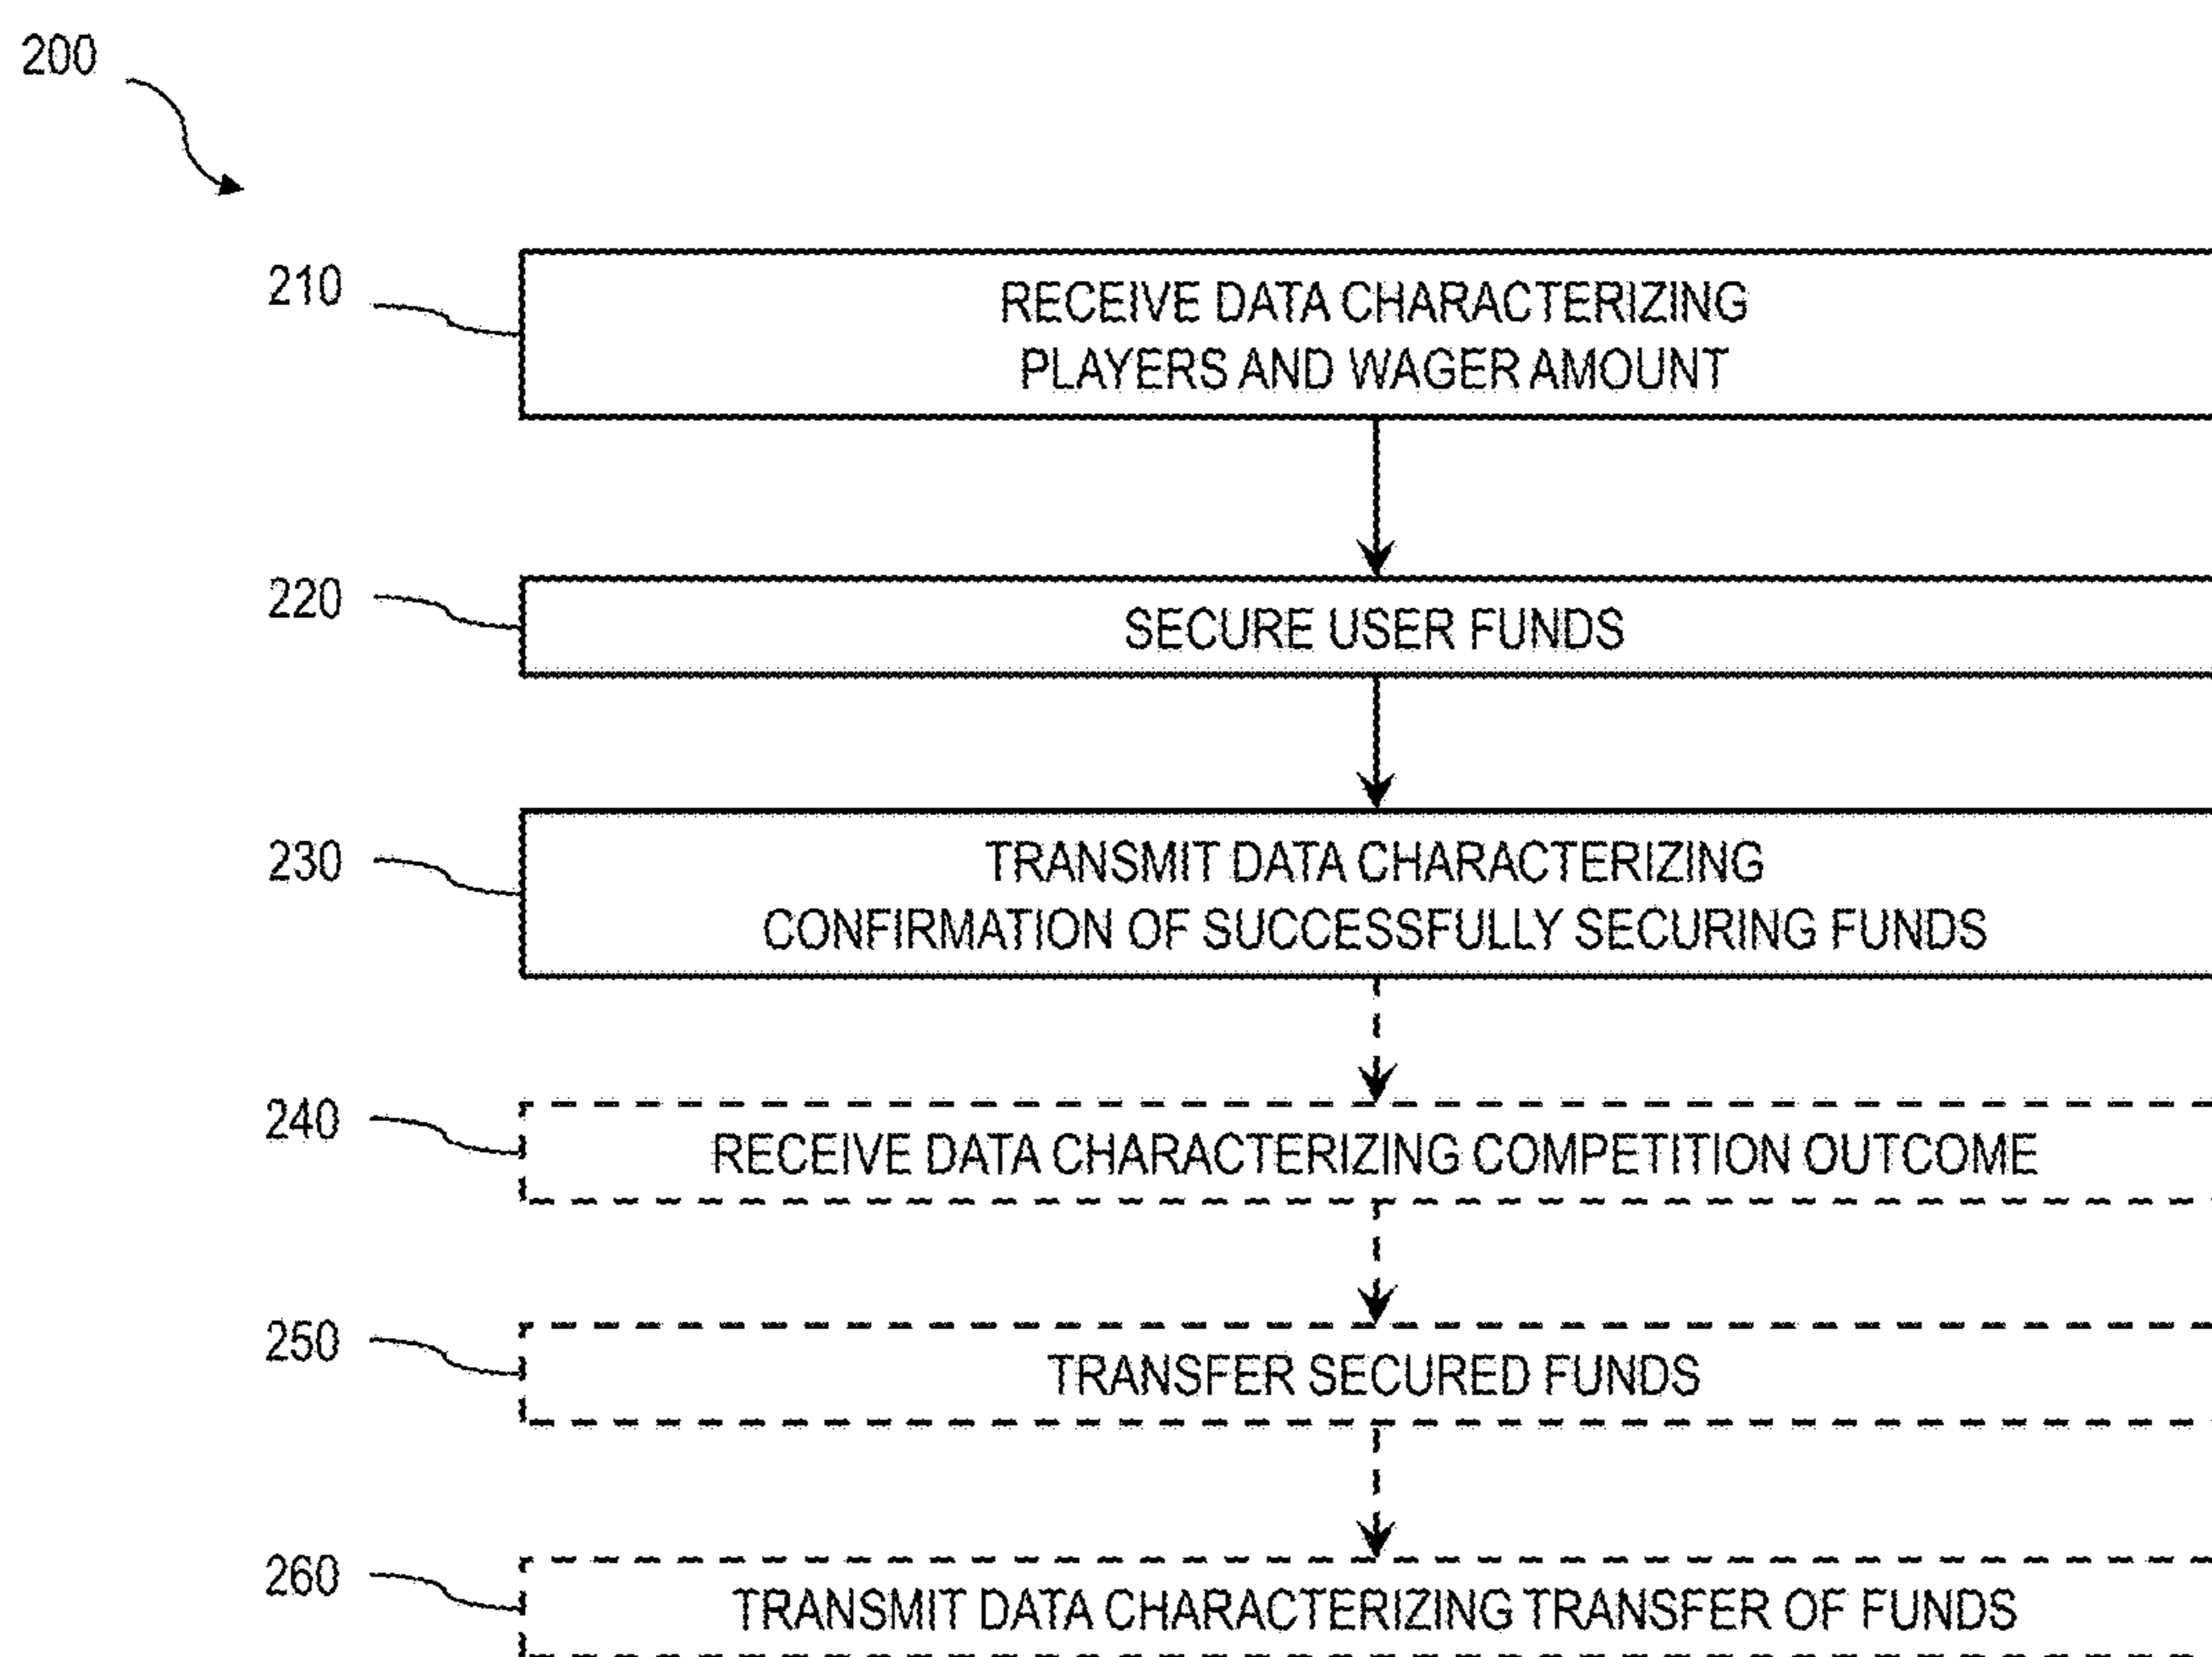 200
210
RECEIVE DATA CHARACTERIZING
PLAYERS AND WAGER AMOUNT
220
SECURE USER FUNDS
230
TRANSMIT DATA CHARACTERIZING
CONFIRMATION OF SUCCESSFULLY SECURING FUNDS
240
RECEIVE DATA CHARACTERIZING COMPETITION OUTCOME
250
TRANSFER SECURED FUNDS
260
TRANSMIT DATA CHARACTERIZING TRANSFER OF FUNDS